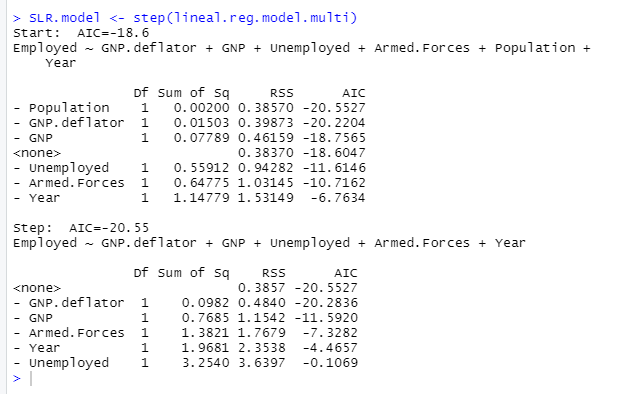 > SLR.model <- step(lineal.reg.model.multi)
Start:  AIC=-18.6
Employed ~ GNP.deflator + GNP + Unemployed + Armed.Forces + Population +
    Year

               Df Sum of Sq     RSS      AIC
- Population    1   0.00200 0.38570 -20.5527
- GNP.deflator  1   0.01503 0.39873 -20.2204
- GNP           1   0.07789 0.46159 -18.7565
<none>                      0.38370 -18.6047
- Unemployed    1   0.55912 0.94282 -11.6146
- Armed.Forces  1   0.64775 1.03145 -10.7162
- Year          1   1.14779 1.53149  -6.7634

Step:  AIC=-20.55
Employed ~ GNP.deflator + GNP + Unemployed + Armed.Forces + Year

               Df Sum of Sq    RSS      AIC
<none>                      0.3857 -20.5527
- GNP.deflator  1    0.0982 0.4840 -20.2836
- GNP           1    0.7685 1.1542 -11.5920
- Armed.Forces  1    1.3821 1.7679  -7.3282
- Year          1    1.9681 2.3538  -4.4657
- Unemployed    1    3.2540 3.6397  -0.1069
>